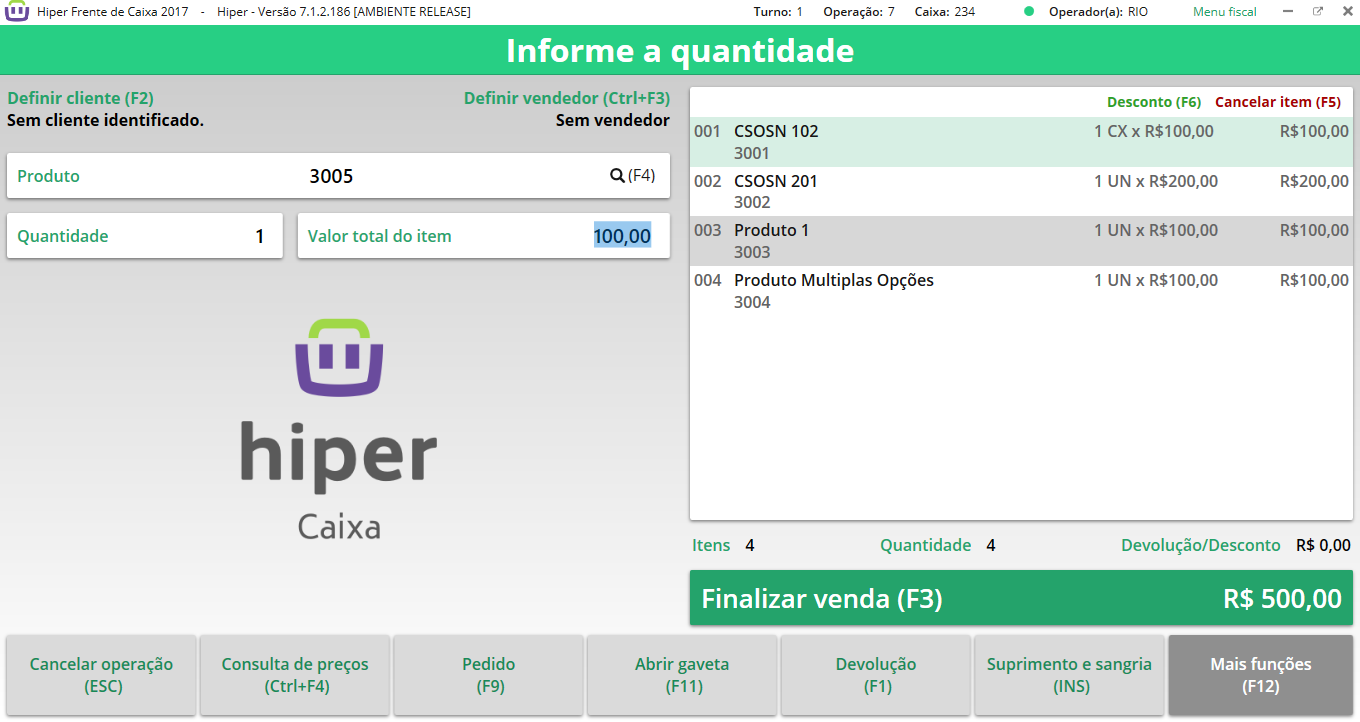 Hiper Frente de Caixa 2017 - Hiper - Versão 7.1.2.186 [AMBIENTE RELEASE] Turno: 1 Operação: 7 Caixa: 234 Operador(a): RIO Menu fiscal
Informe a quantidade
Definir cliente (F2) Definir vendedor (Ctrl+F3)
Sem cliente identificado. Sem vendedor
Produto 3005 (F4)
Quantidade 1 Valor total do item 100,00
hiper
Caixa
Desconto (F6) Cancelar item (F5)
001 CSOSN 102 1 CX x R$100,00 R$100,00
3001
002 CSOSN 201 1 UN x R$200,00 R$200,00
3002
003 Produto 1 1 UN x R$100,00 R$100,00
3003
004 Produto Multiplas Opções 1 UN x R$100,00 R$100,00
3004
Itens 4 Quantidade 4 Devolução/Desconto R$ 0,00
Finalizar venda (F3) R$ 500,00
Cancelar operação
(ESC)
Consulta de preços
(Ctrl+F4)
Pedido
(F9)
Abrir gaveta
(F11)
Devolução
(F1)
Suprimento e sangria
(INS)
Mais funções
(F12)